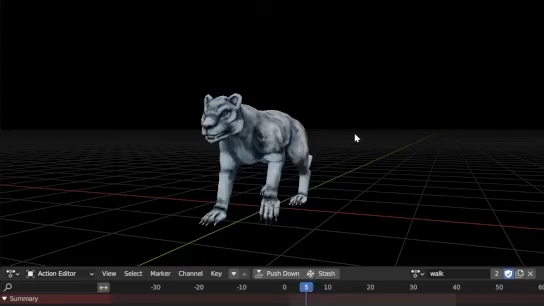 Action Editor View Select Marker Channel Key Push Down Stash walk 2
-30 -20 -10 0 5 10 20 30 40 50 60
Summary